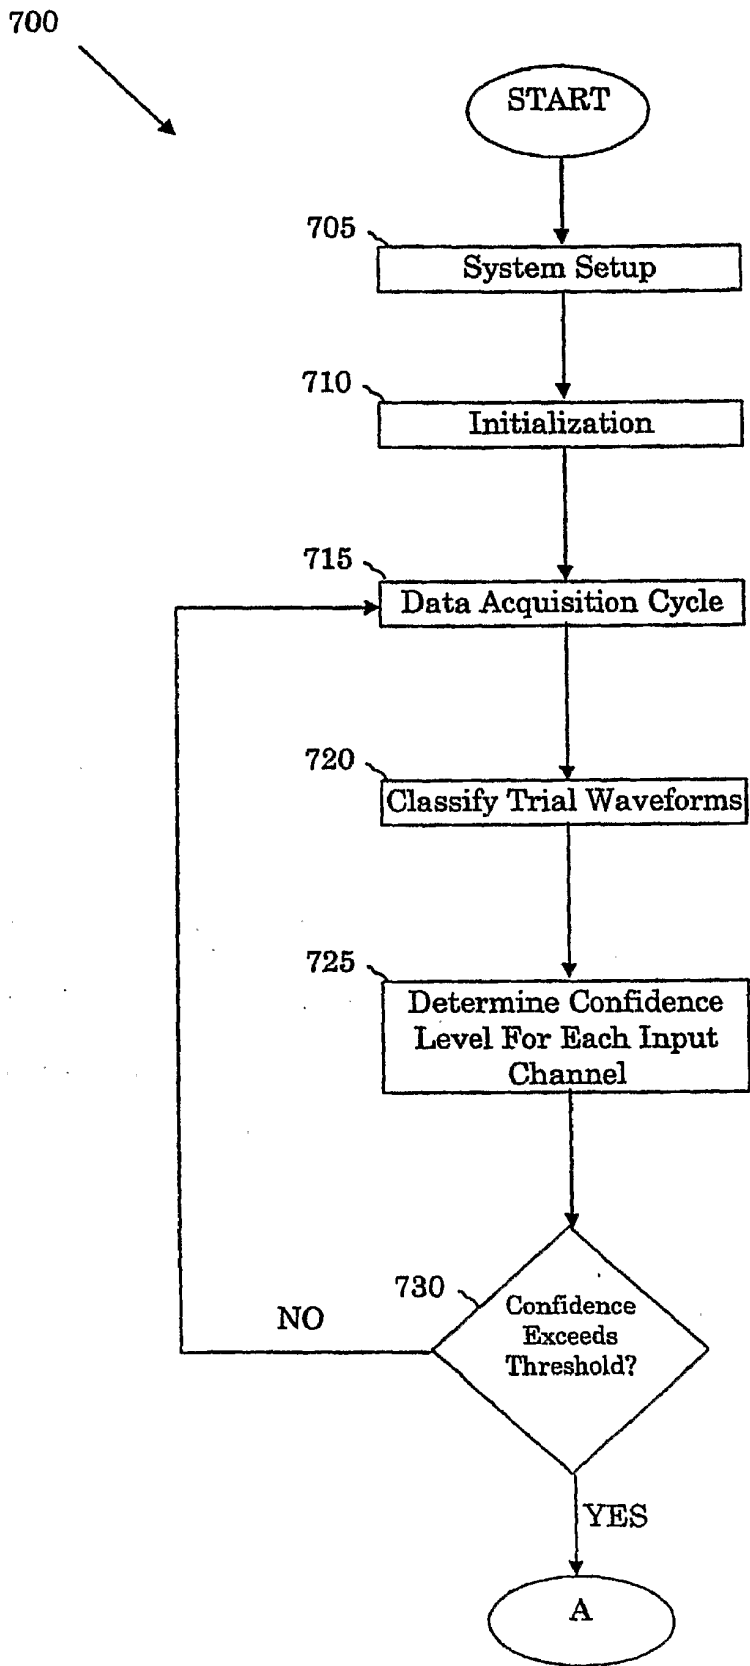 700
START
705
System Setup
710
Initialization
715
Data Acquisition Cycle
720
Classify Trial Waveforms
725
Determine Confidence
Level For Each Input
Channel
730
Confidence
Exceeds
Threshold?
NO
YES
A